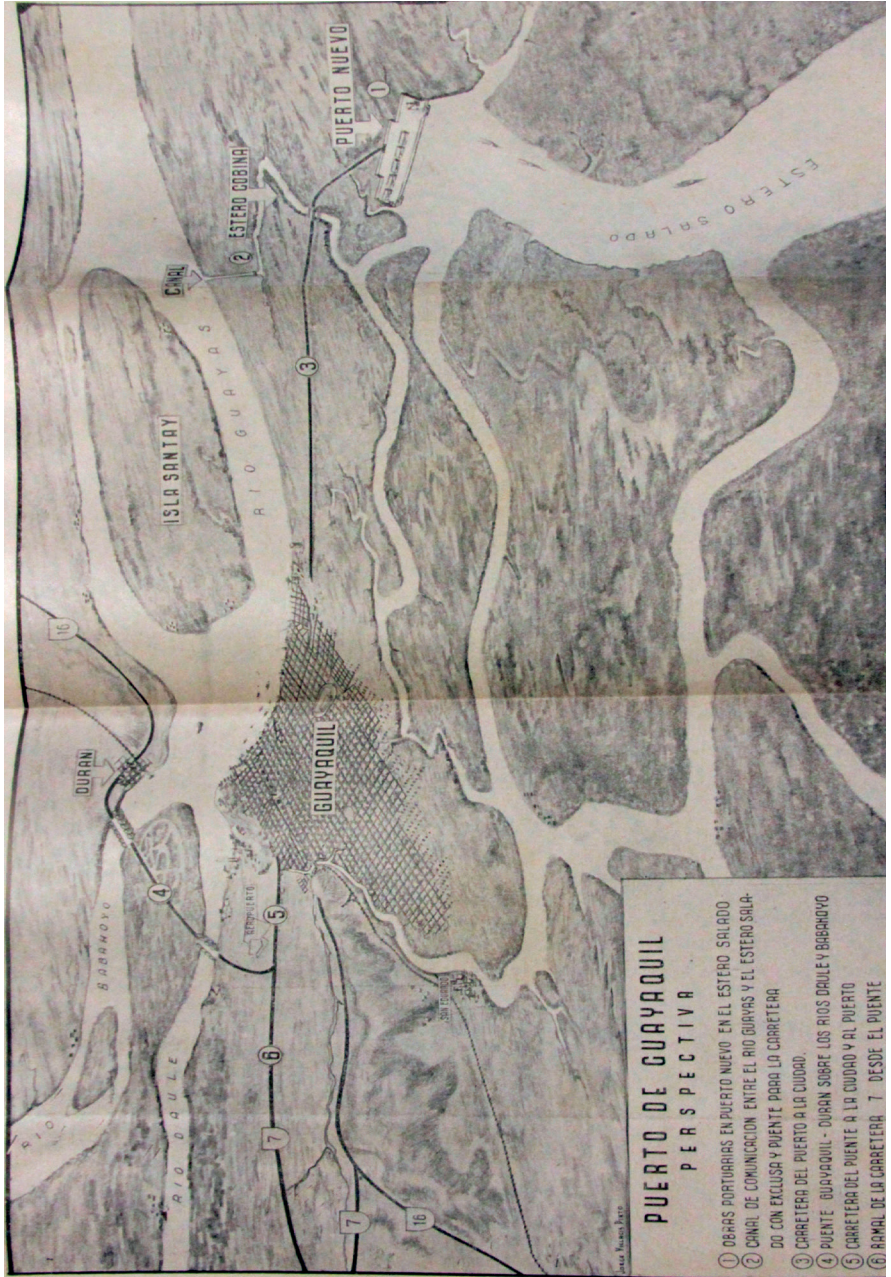 PUERTO DE GUAYAQUIL
PERSPECTIVA
① OBRAS PORTUARIAS EN PUERTO NUEVO EN EL ESTERO SALADO
② CANAL DE COMUNICACION ENTRE EL RIO GUAYAS Y EL ESTERO SALA-
DO CON EXCLUSA Y PUENTE PARA LA CARRETERA
③ CARRETERA DEL PUERTO A LA CIUDAD.
④ PUENTE GUAYAQUIL - DURAN SOBRE LOS RIOS DAULE Y BABAHOYO
⑤ CARRETERA DEL PUENTE A LA CIUDAD Y AL PUERTO
⑥ RAMAL DE LA CARRETERA 7 DESDE EL PUENTE
RIO BABAHOYO
RIO DAULE
④
DURAN
16
ISLA SANTAY
RIO GUAYAS
CANAL
②
ESTERO COBINA
PUERTO NUEVO
①
③
GUAYAQUIL
AEROPUERTO
⑤
⑥
7
7
16
SAN EDUARDO
ESTERO SALADO